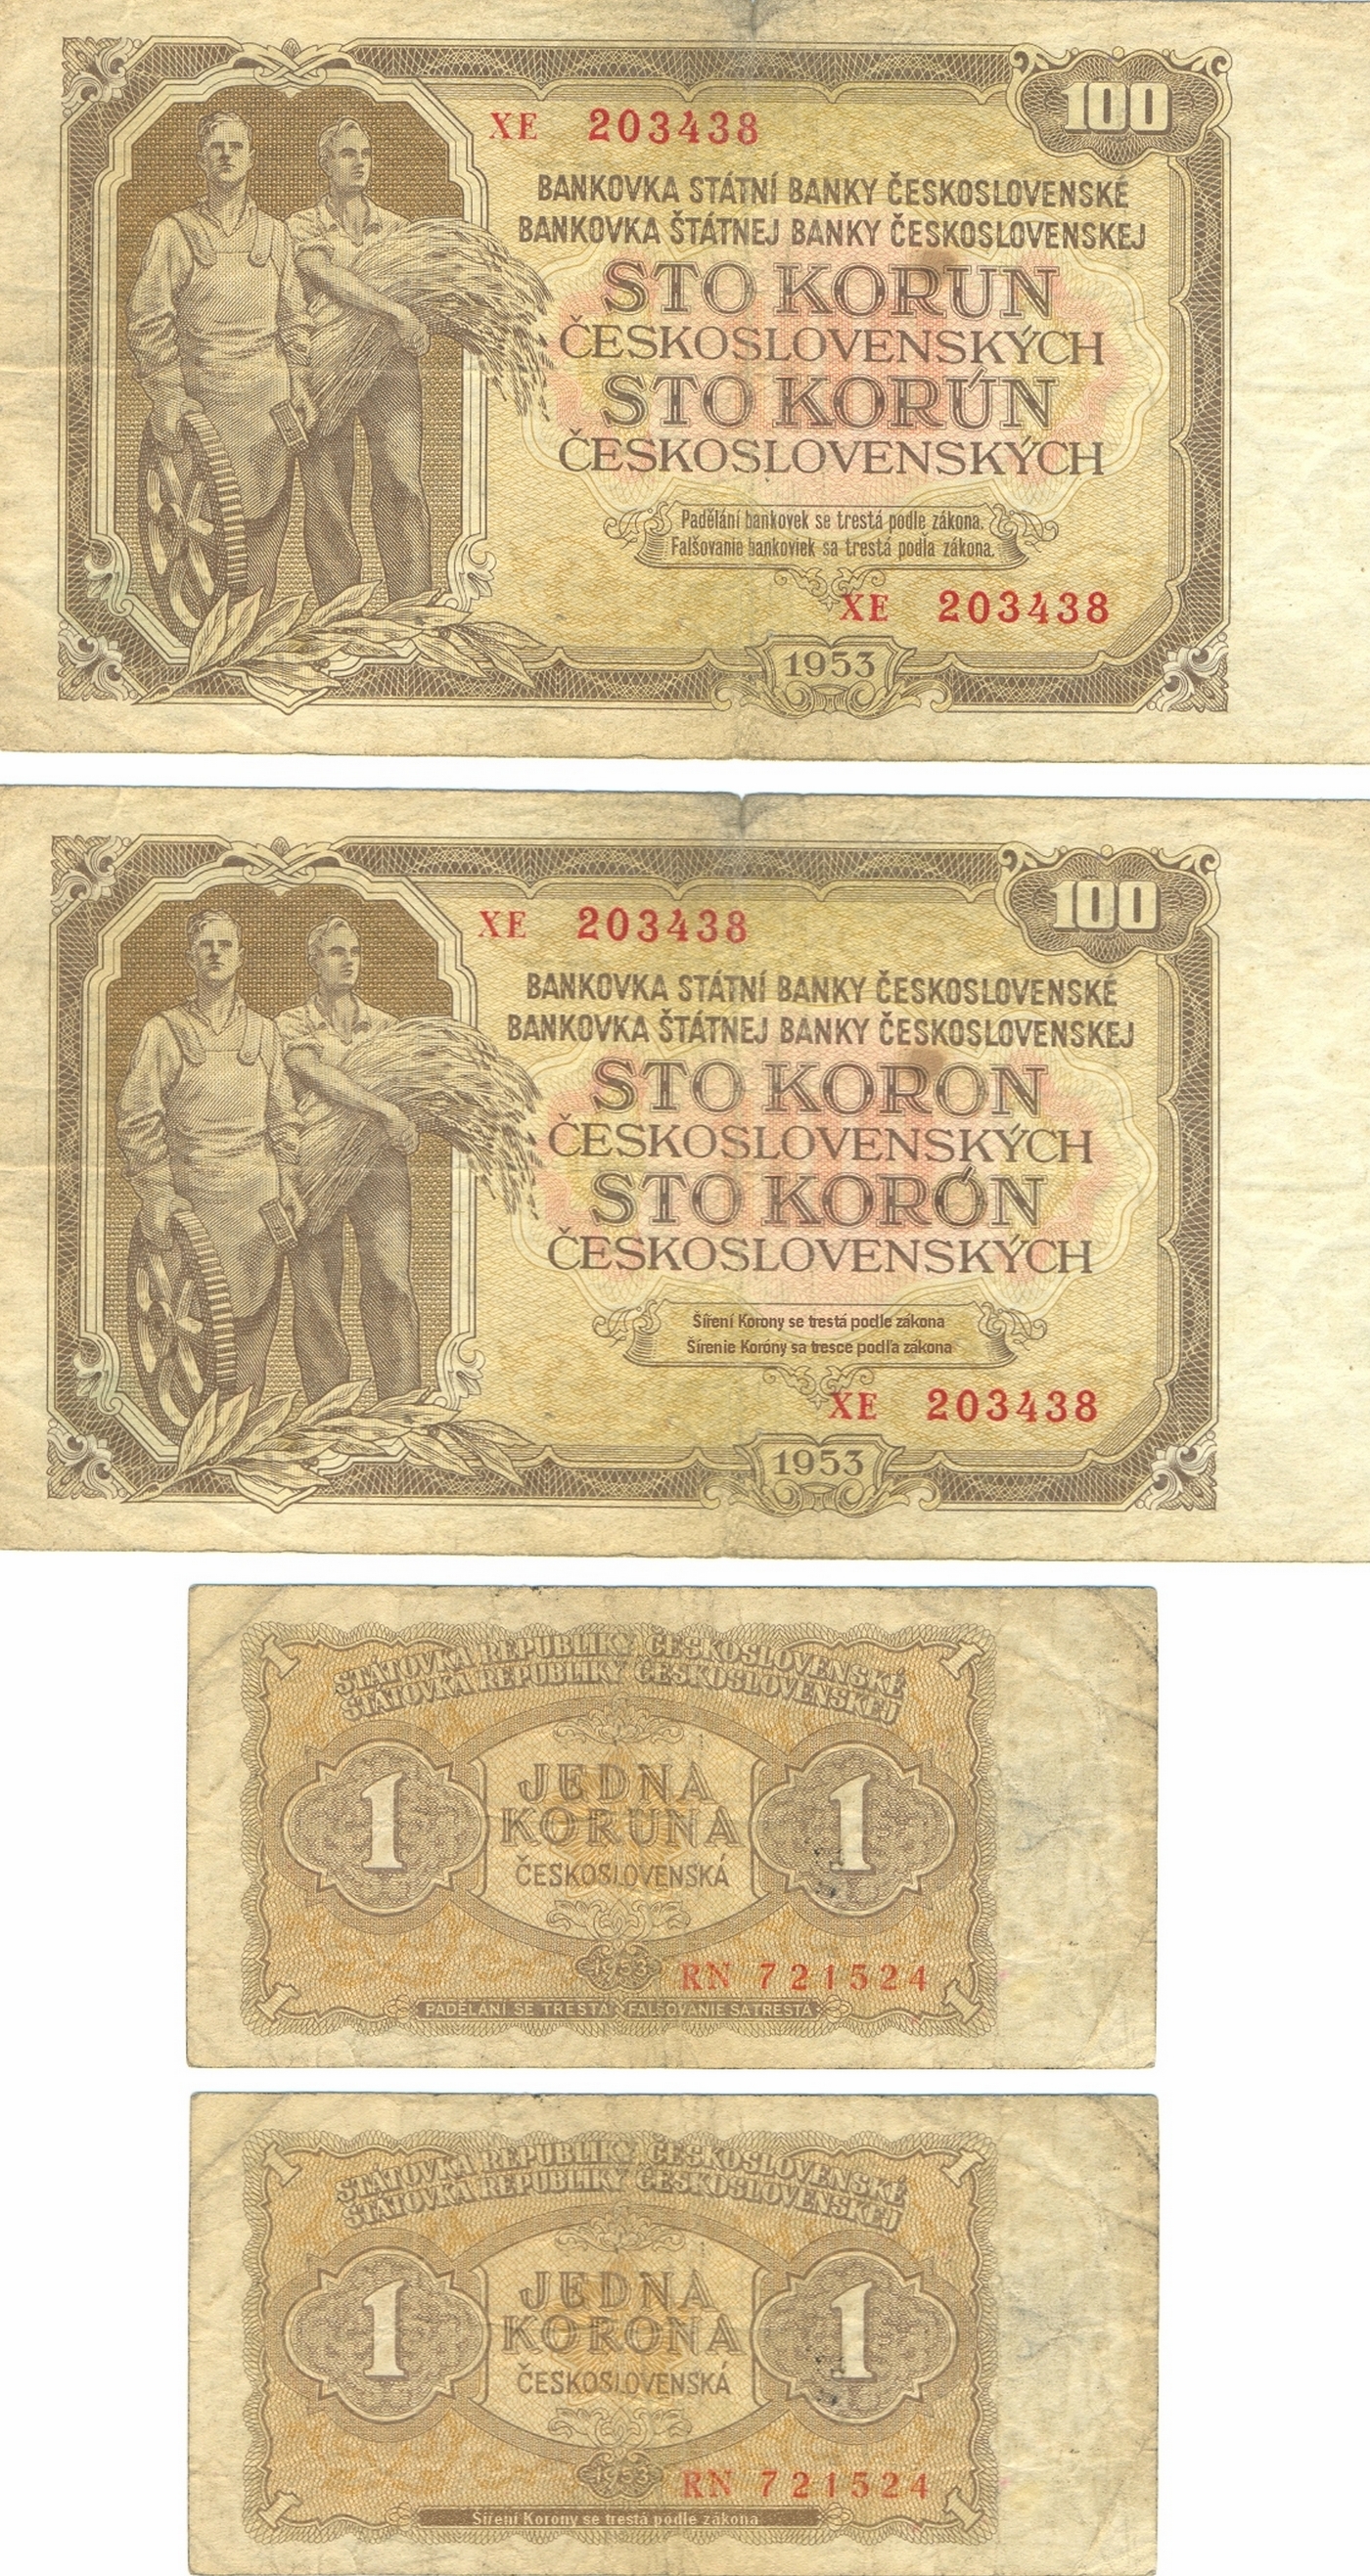 XE 203438
100
BANKOVKA STÁTNÍ BANKY ČESKOSLOVENSKÉ
BANKOVKA ŠTÁTNEJ BANKY ČESKOSLOVENSKEJ
STO KORUN
ČESKOSLOVENSKÝCH
STO KORÚN
ČESKOSLOVENSKÝCH
Padělání bankovek se trestá podle zákona.
Falšovanie bankoviek sa trestá podľa zákona.
XE 203438
1953
XE 203438
100
BANKOVKA STÁTNÍ BANKY ČESKOSLOVENSKÉ
BANKOVKA ŠTÁTNEJ BANKY ČESKOSLOVENSKEJ
STO KORON
ČESKOSLOVENSKÝCH
STO KORÓN
ČESKOSLOVENSKÝCH
Šíření Korony se trestá podle zákona
Šírenie Koróny sa tresce podľa zákona
XE 203438
1953
1 1
STÁTOVKA REPUBLIKY ČESKOSLOVENSKÉ
ŠTÁTOVKA REPUBLIKY ČESKOSLOVENSKEJ
1 1
JEDNA
KORUNA
ČESKOSLOVENSKÁ
1953
RN 721524
1 1
PADĚLÁNÍ SE TRESTÁ FALŠOVANIE SA TRESTÁ
1 1
STÁTOVKA REPUBLIKY ČESKOSLOVENSKÉ
ŠTÁTOVKA REPUBLIKY ČESKOSLOVENSKEJ
1 1
JEDNA
KORONA
ČESKOSLOVENSKÁ
1953
RN 721524
1 1
Šíření Korony se trestá podle zákona